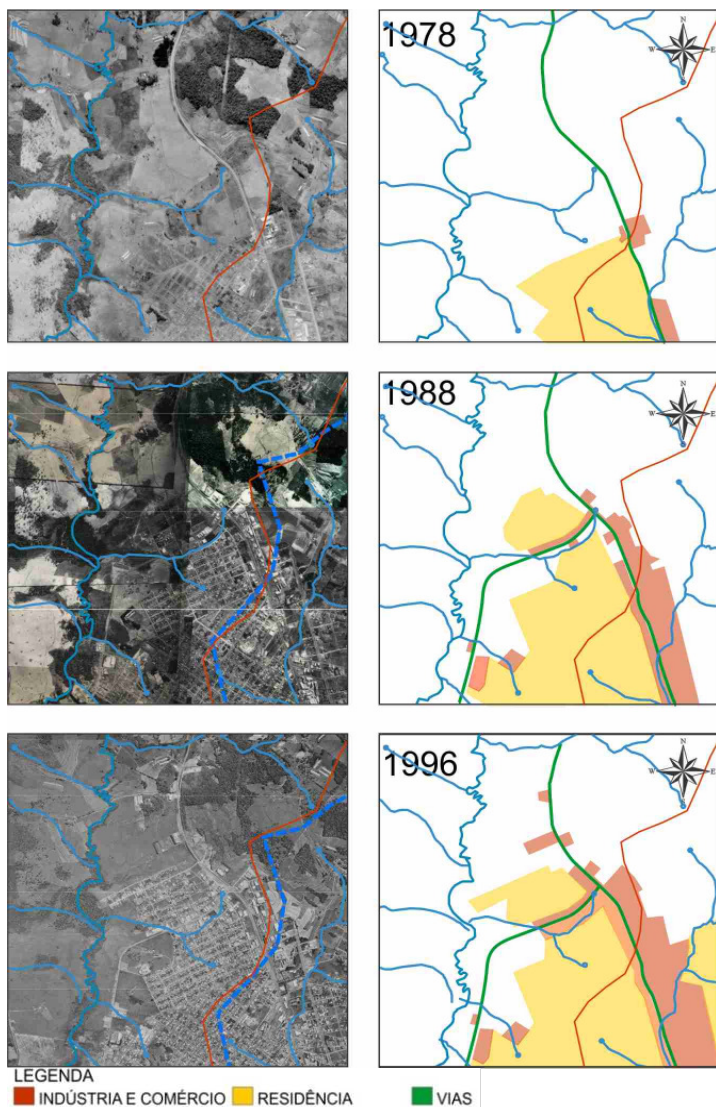 1978
N
W E
S
1988
N
W E
S
1996
N
W E
S
LEGENDA
INDÚSTRIA E COMÉRCIO RESIDÊNCIA VIAS